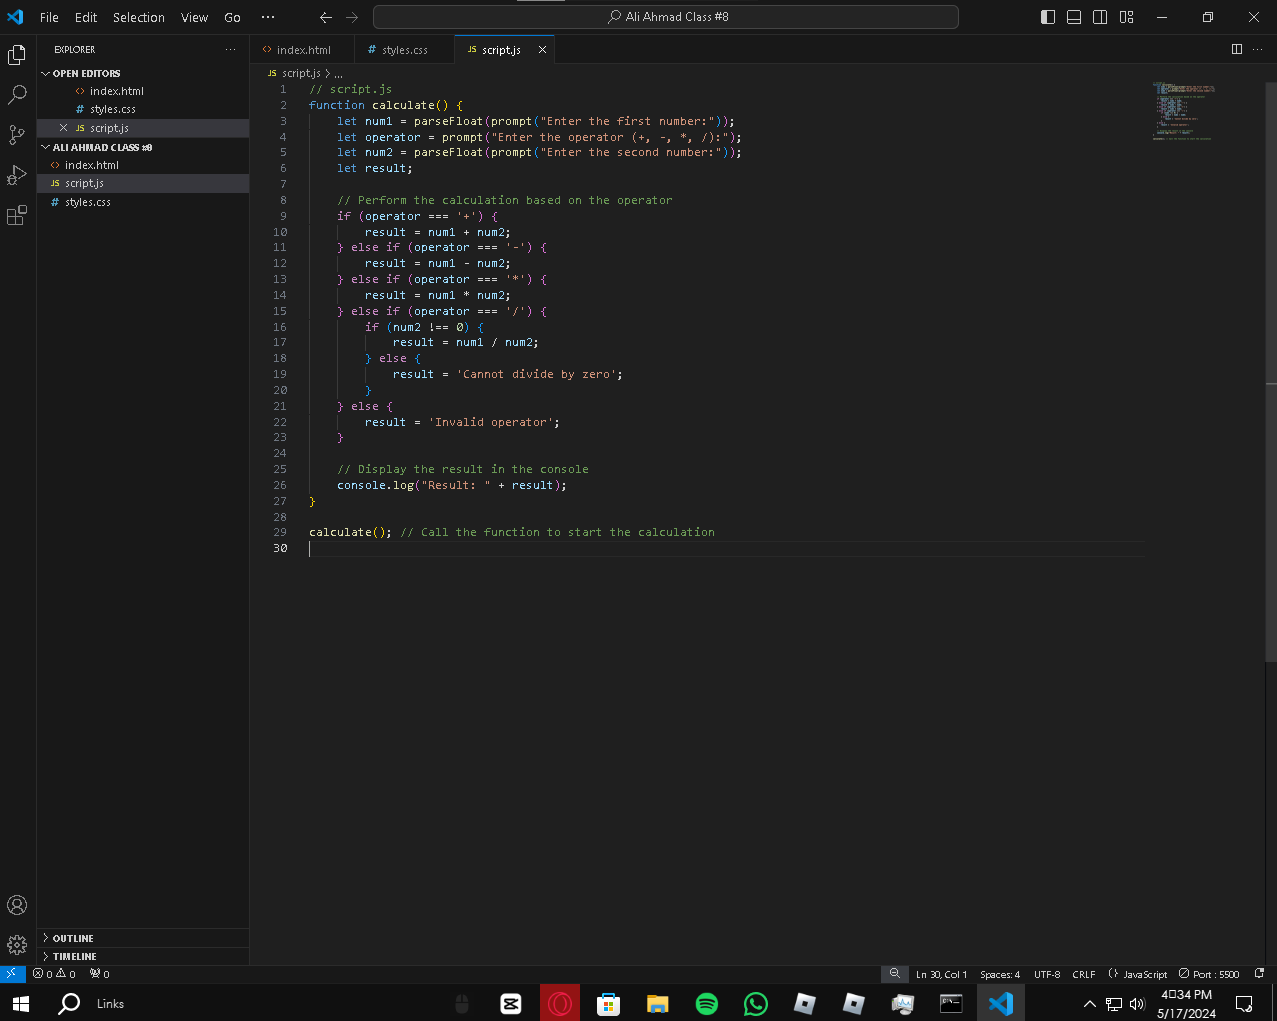 File Edit Selection View Go ··· Ali Ahmad Class #8
EXPLORER ···
OPEN EDITORS
<> index.html
# styles.css
JS script.js
ALI AHMAD CLASS #8
<> index.html
JS script.js
# styles.css
OUTLINE
TIMELINE
<> index.html # styles.css JS script.js
JS script.js > ...
1 // script.js
2 function calculate() {
3 let num1 = parseFloat(prompt("Enter the first number:"));
4 let operator = prompt("Enter the operator (+, -, *, /):");
5 let num2 = parseFloat(prompt("Enter the second number:"));
6 let result;
7
8 // Perform the calculation based on the operator
9 if (operator === '+') {
10 result = num1 + num2;
11 } else if (operator === '-') {
12 result = num1 - num2;
13 } else if (operator === '*') {
14 result = num1 * num2;
15 } else if (operator === '/') {
16 if (num2 !== 0) {
17 result = num1 / num2;
18 } else {
19 result = 'Cannot divide by zero';
20 }
21 } else {
22 result = 'Invalid operator';
23 }
24
25 // Display the result in the console
26 console.log("Result: " + result);
27 }
28
29 calculate(); // Call the function to start the calculation
30
0 0 0 Ln 30, Col 1 Spaces: 4 UTF-8 CRLF JavaScript Port : 5500
Links
4:34 PM
5/17/2024